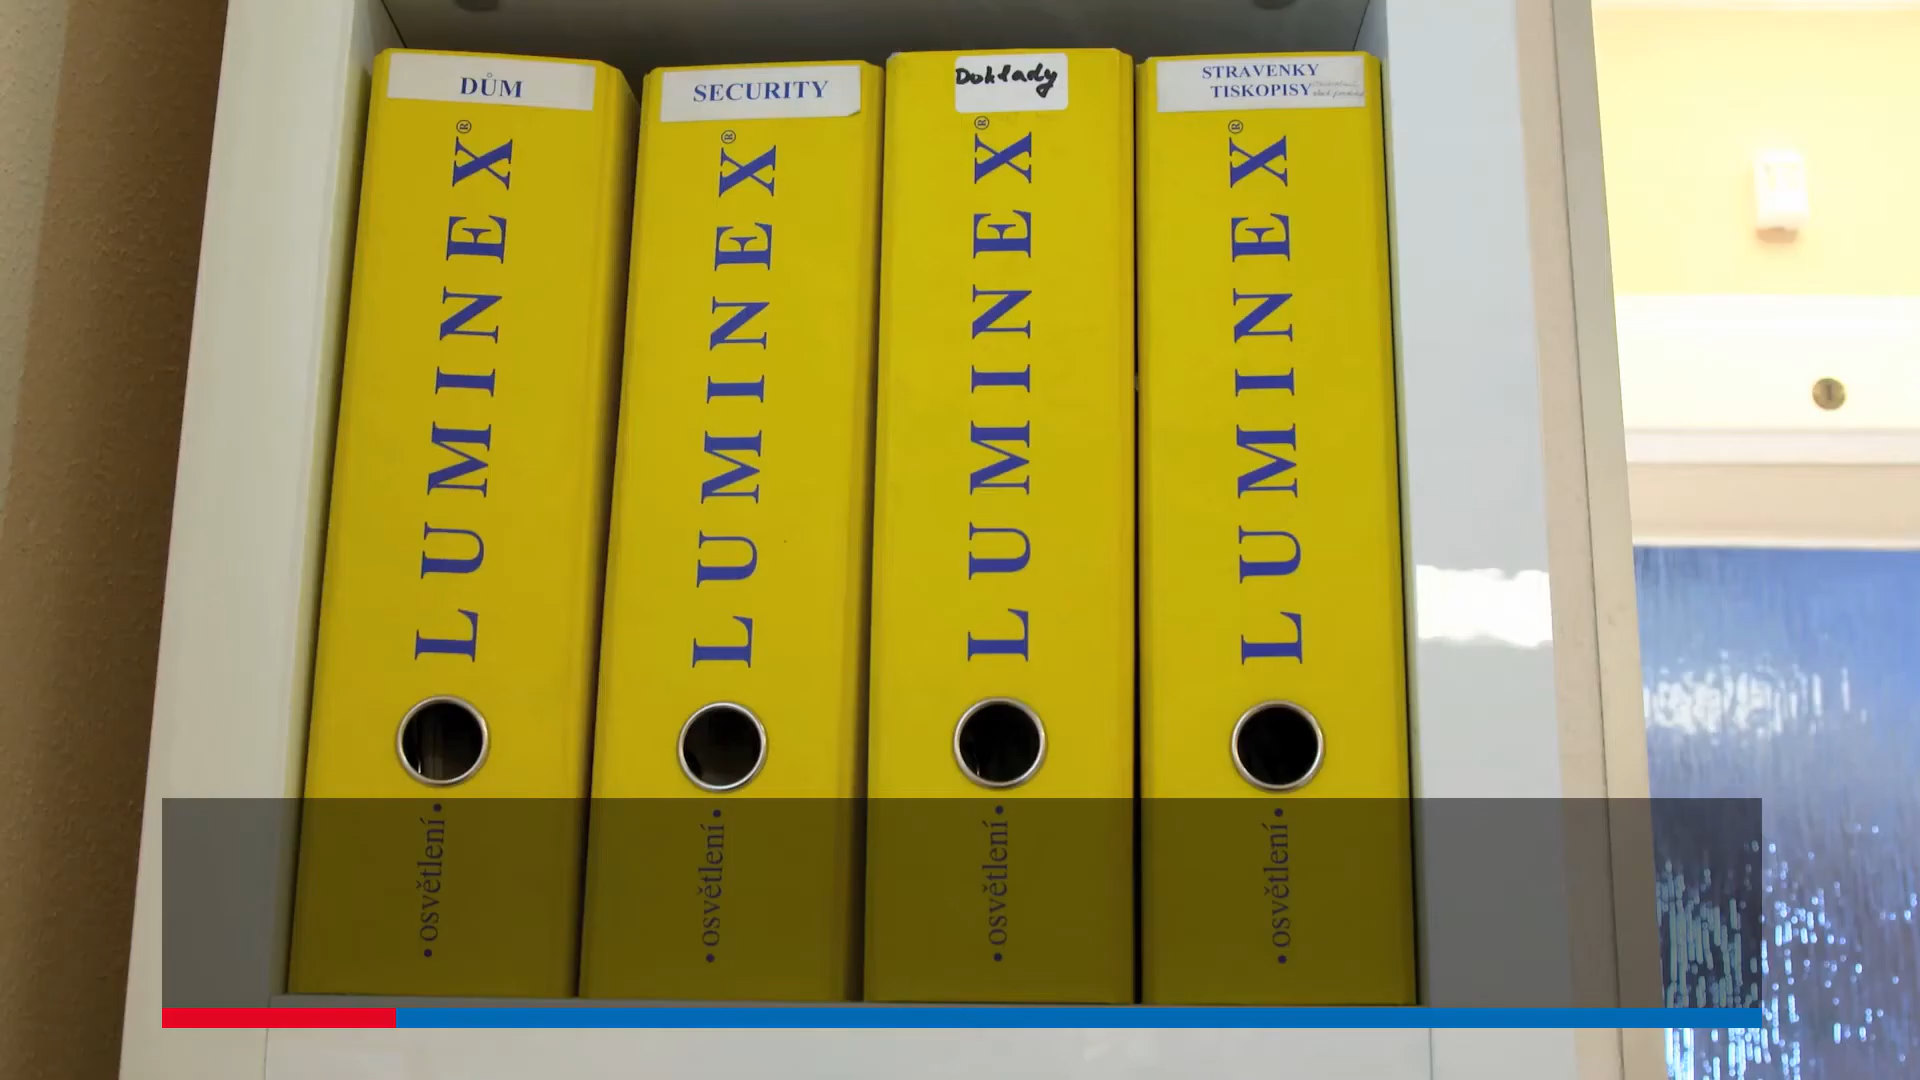 DŮM
LUMINEX®
• osvětlení •
SECURITY
LUMINEX®
• osvětlení •
Doklady
LUMINEX®
• osvětlení •
STRAVENKY
TISKOPISY
LUMINEX®
• osvětlení •